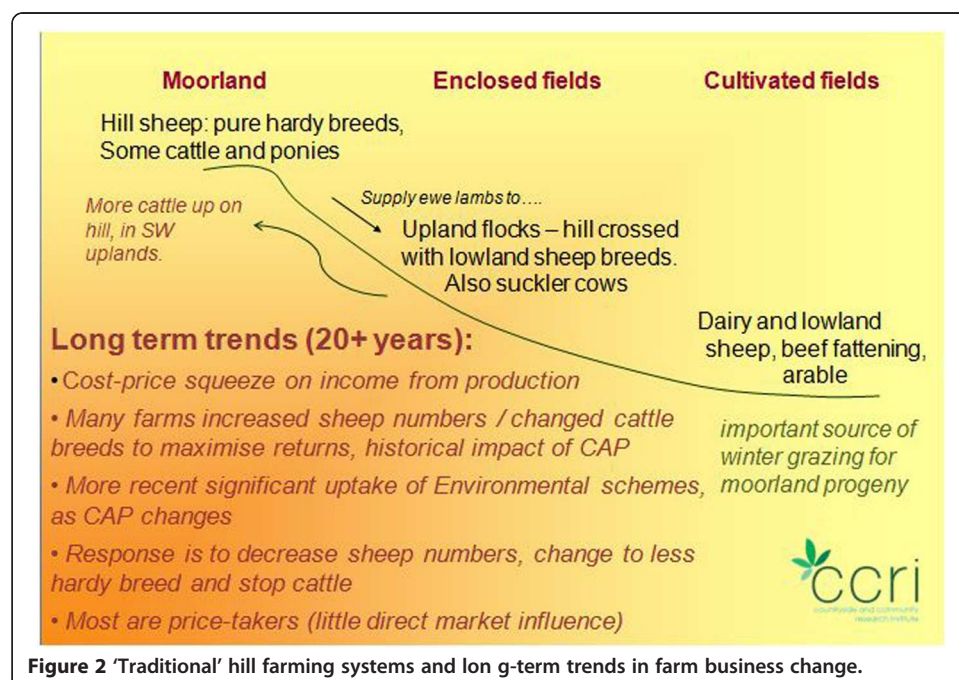 Moorland
Enclosed fields
Cultivated fields
Hill sheep: pure hardy breeds,
Some cattle and ponies
More cattle up on
hill, in SW
uplands.
Supply ewe lambs to....
Upland flocks – hill crossed
with lowland sheep breeds.
Also suckler cows
Dairy and lowland
sheep, beef fattening,
arable
important source of
winter grazing for
moorland progeny
Long term trends (20+ years):
• Cost-price squeeze on income from production
• Many farms increased sheep numbers / changed cattle
breeds to maximise returns, historical impact of CAP
• More recent significant uptake of Environmental schemes,
as CAP changes
• Response is to decrease sheep numbers, change to less
hardy breed and stop cattle
• Most are price-takers (little direct market influence)
ccri
countryside and community
research institute
Figure 2 ‘Traditional’ hill farming systems and lon g-term trends in farm business change.